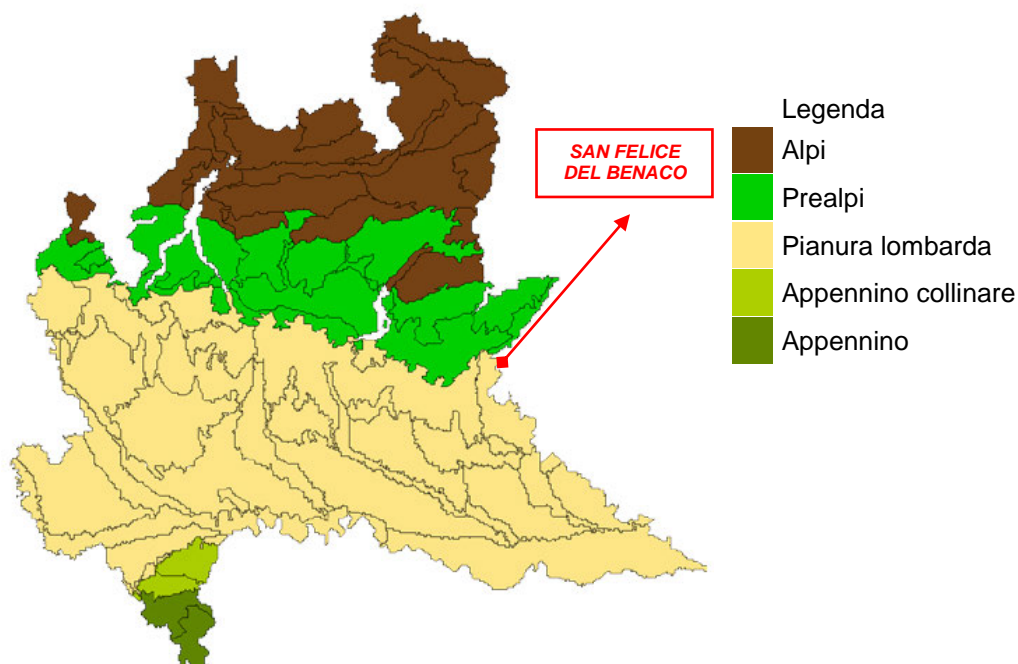 SAN FELICE
DEL BENACO
Legenda
Alpi
Prealpi
Pianura lombarda
Appennino collinare
Appennino